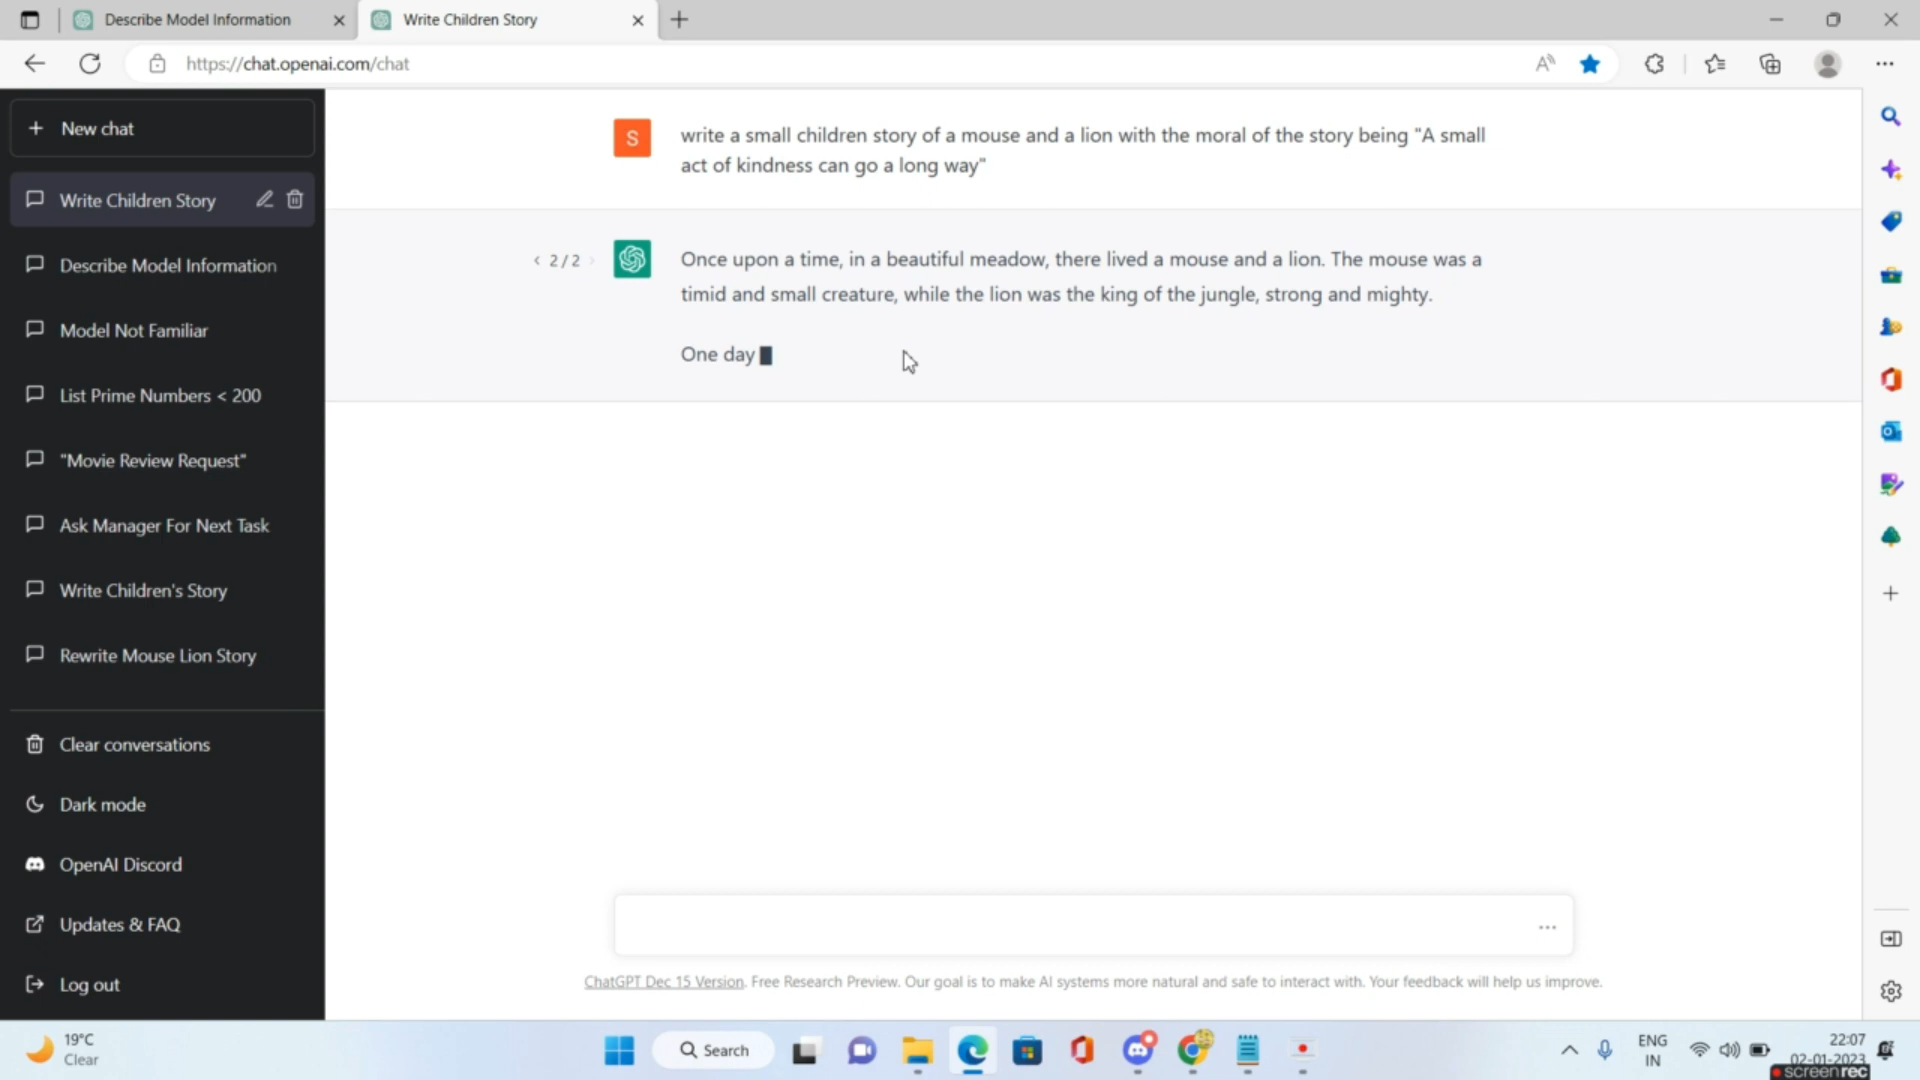 Describe Model Information
Write Children Story
https://chat.openai.com/chat
New chat
Write Children Story
Describe Model Information
Model Not Familiar
List Prime Numbers < 200
"Movie Review Request"
Ask Manager For Next Task
Write Children's Story
Rewrite Mouse Lion Story
Clear conversations
Dark mode
OpenAI Discord
Updates & FAQ
Log out
S
write a small children story of a mouse and a lion with the moral of the story being "A small
act of kindness can go a long way"
< 2 / 2 >
Once upon a time, in a beautiful meadow, there lived a mouse and a lion. The mouse was a
timid and small creature, while the lion was the king of the jungle, strong and mighty.
One day
ChatGPT Dec 15 Version. Free Research Preview. Our goal is to make AI systems more natural and safe to interact with. Your feedback will help us improve.
19°C
Clear
Search
ENG
IN
22:07
02-01-2023
screenrec